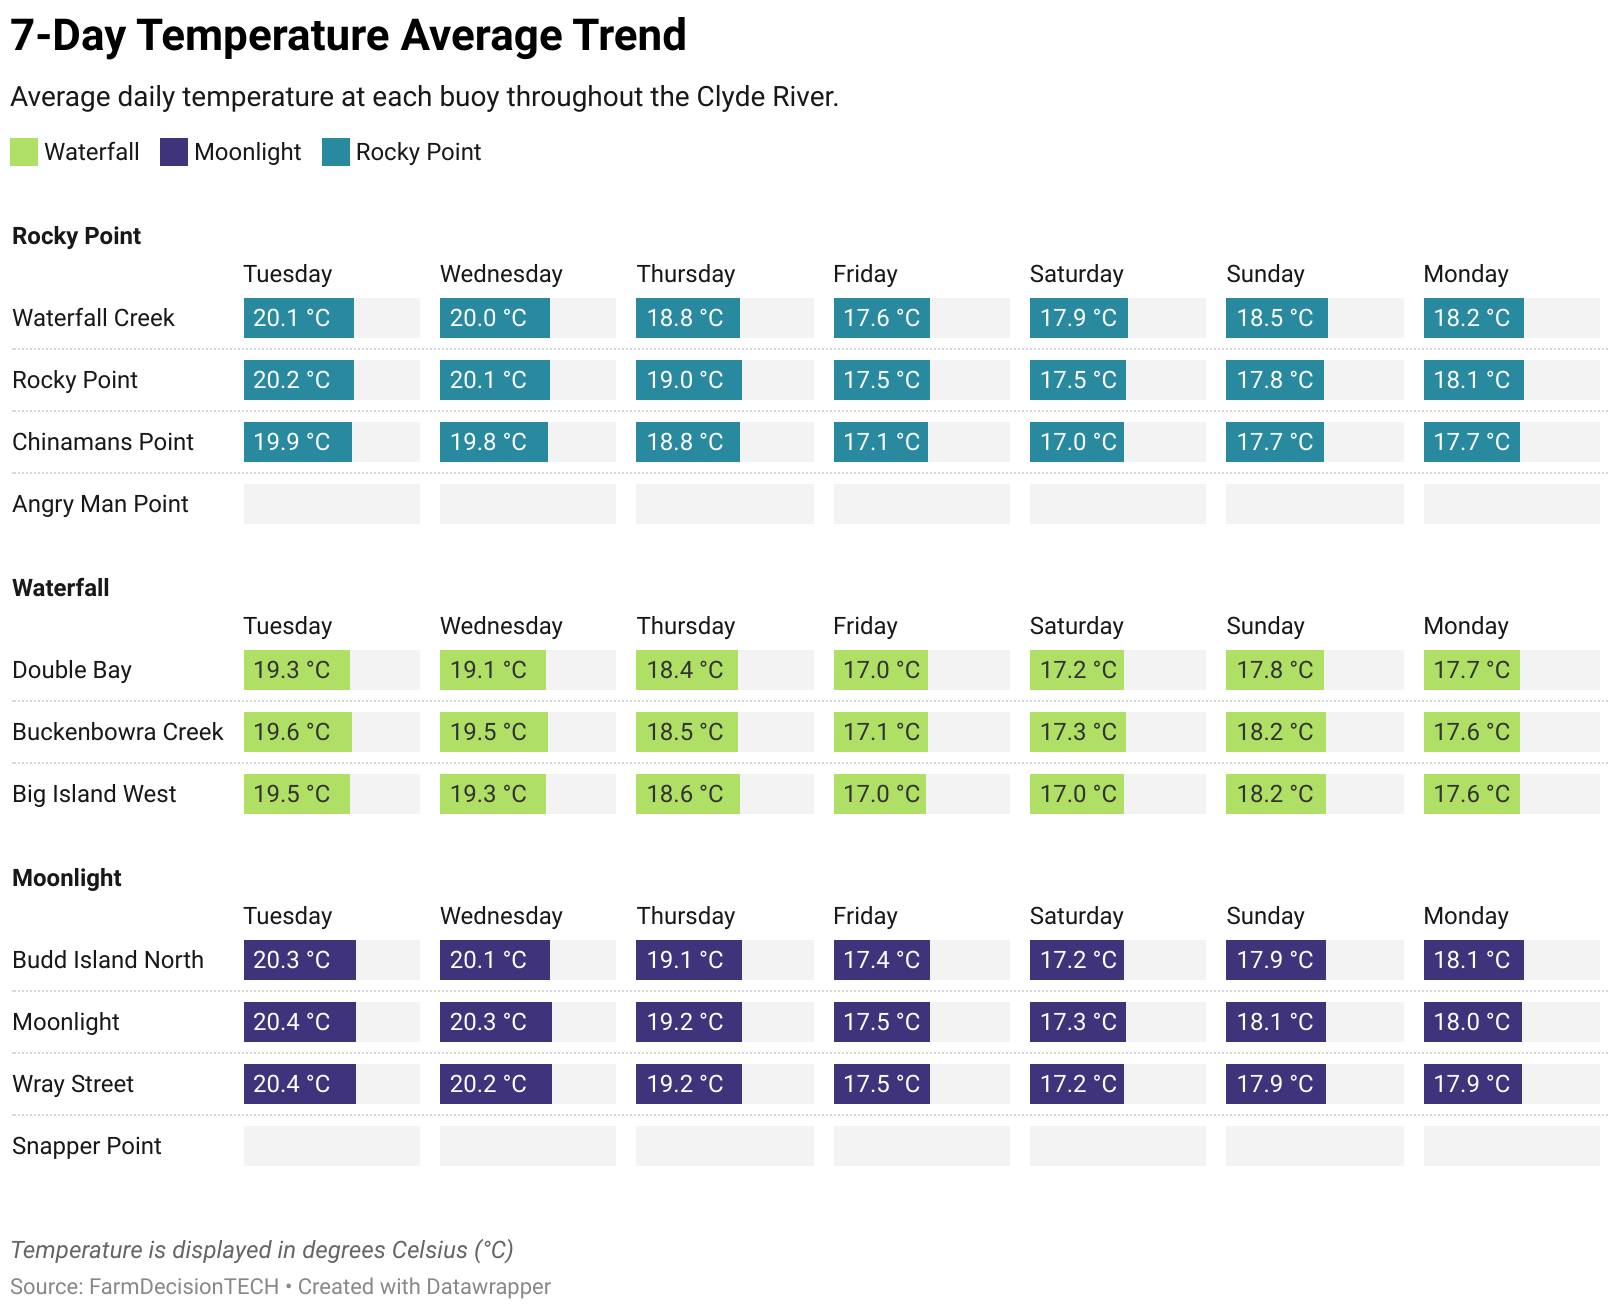 7-Day Temperature Average Trend
Average daily temperature at each buoy throughout the Clyde River.
Waterfall Moonlight Rocky Point
Rocky Point
Tuesday Wednesday Thursday Friday Saturday Sunday Monday
Waterfall Creek 20.1 °C 20.0 °C 18.8 °C 17.6 °C 17.9 °C 18.5 °C 18.2 °C
Rocky Point 20.2 °C 20.1 °C 19.0 °C 17.5 °C 17.5 °C 17.8 °C 18.1 °C
Chinamans Point 19.9 °C 19.8 °C 18.8 °C 17.1 °C 17.0 °C 17.7 °C 17.7 °C
Angry Man Point
Waterfall
Tuesday Wednesday Thursday Friday Saturday Sunday Monday
Double Bay 19.3 °C 19.1 °C 18.4 °C 17.0 °C 17.2 °C 17.8 °C 17.7 °C
Buckenbowra Creek 19.6 °C 19.5 °C 18.5 °C 17.1 °C 17.3 °C 18.2 °C 17.6 °C
Big Island West 19.5 °C 19.3 °C 18.6 °C 17.0 °C 17.0 °C 18.2 °C 17.6 °C
Moonlight
Tuesday Wednesday Thursday Friday Saturday Sunday Monday
Budd Island North 20.3 °C 20.1 °C 19.1 °C 17.4 °C 17.2 °C 17.9 °C 18.1 °C
Moonlight 20.4 °C 20.3 °C 19.2 °C 17.5 °C 17.3 °C 18.1 °C 18.0 °C
Wray Street 20.4 °C 20.2 °C 19.2 °C 17.5 °C 17.2 °C 17.9 °C 17.9 °C
Snapper Point
Temperature is displayed in degrees Celsius (°C)
Source: FarmDecisionTECH • Created with Datawrapper